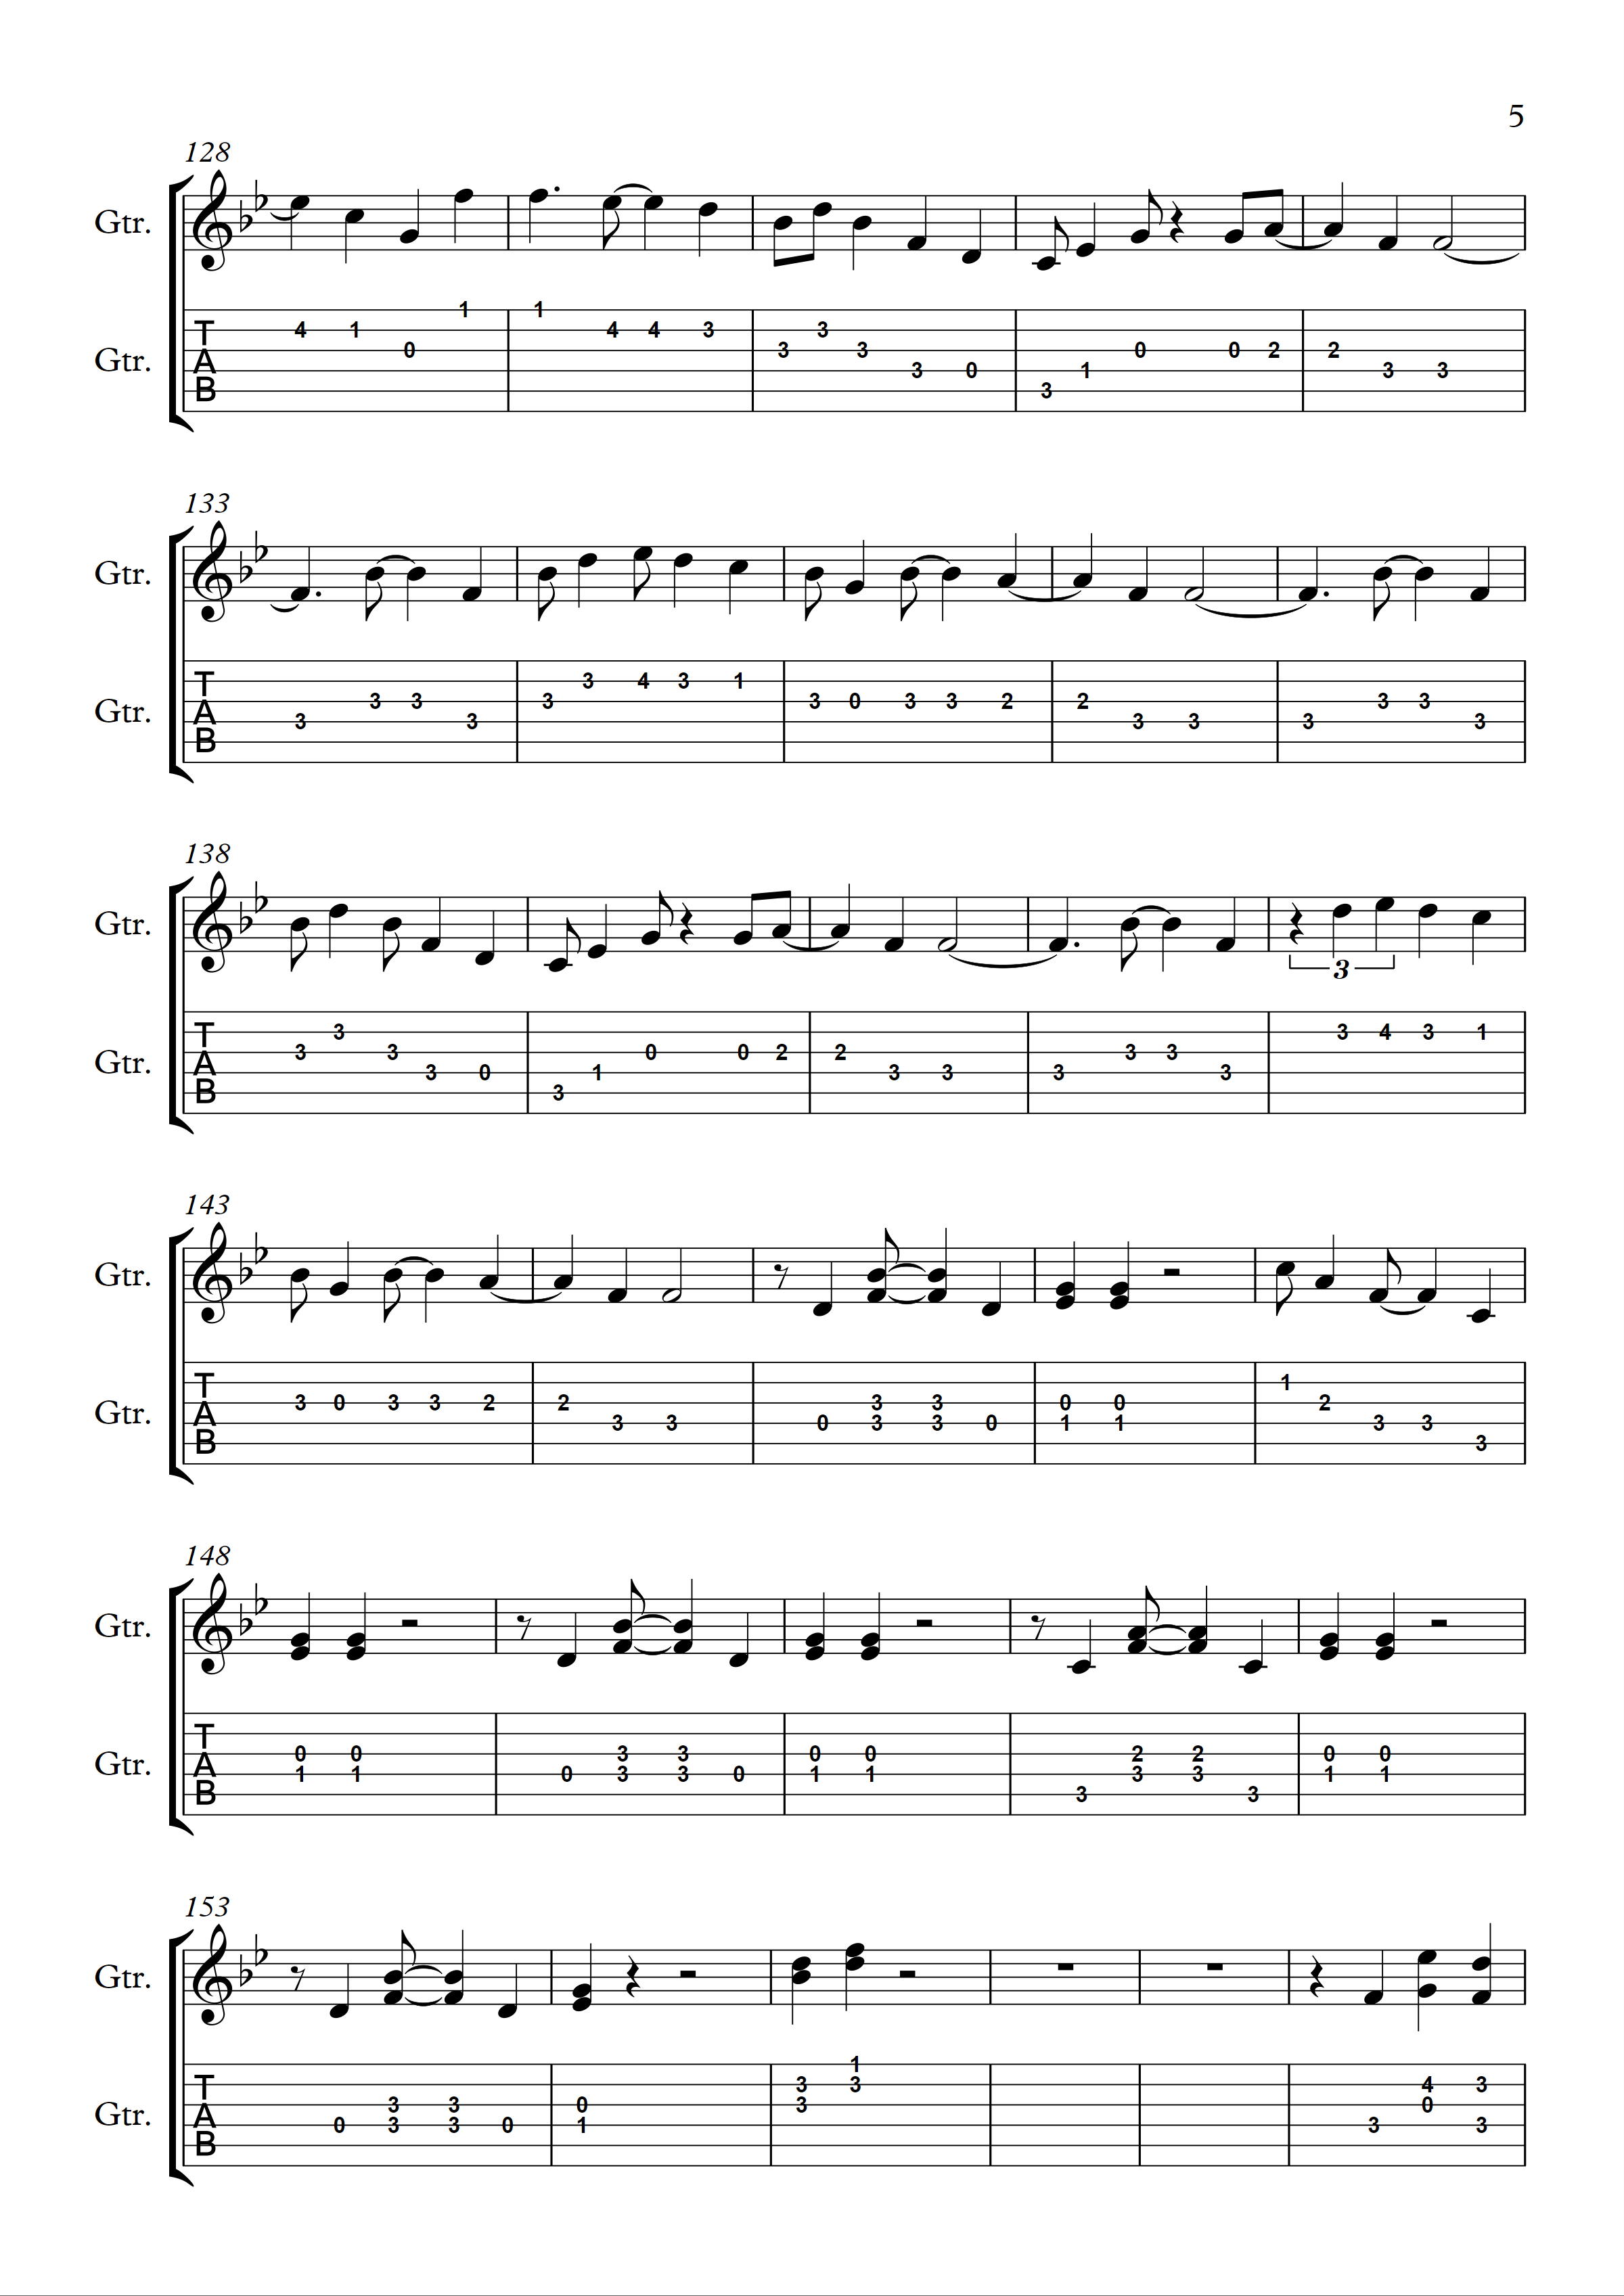 5
128
Gtr.
1 1
T 4 1 4 4 3 3
Gtr. A 0 3 3 0 0 2 2
3 0 1 3 3
B 3
133
Gtr.
T 3 4 3 1
Gtr. A 3 3 3 3 0 3 3 2 2 3 3
3 3 3 3 3 3
B
138
Gtr.
3
T 3 3 4 3 1
Gtr. A 3 3 0 0 2 2 3 3
3 0 1 3 3 3 3
B 3
143
Gtr.
T 1
Gtr. A 3 0 3 3 2 2 3 3 0 0 2
3 3 0 3 3 0 1 1 3 3
B 3
148
Gtr.
T
Gtr. A 0 0 3 3 0 0 2 2 0 0
1 1 0 3 3 0 1 1 3 3 1 1
B 3 3
153
Gtr.
1
T 3 3 4 3
Gtr. A 3 3 0 3 0
0 3 3 0 1 3 3
B